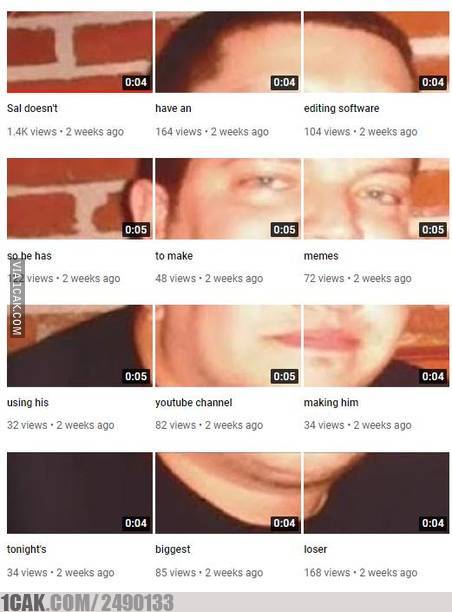 0:04 0:04 0:04
Sal doesn't have an editing software
1.4K views • 2 weeks ago 164 views • 2 weeks ago 104 views • 2 weeks ago
0:05 0:05 0:05
so he has to make memes
views • 2 weeks ago 48 views • 2 weeks ago 72 views • 2 weeks ago
VIA 1CAK.COM
0:05 0:05 0:04
using his youtube channel making him
32 views • 2 weeks ago 82 views • 2 weeks ago 34 views • 2 weeks ago
0:04 0:04 0:04
tonight's biggest loser
34 views • 2 weeks ago 85 views • 2 weeks ago 168 views • 2 weeks ago
1CAK.COM/2490133